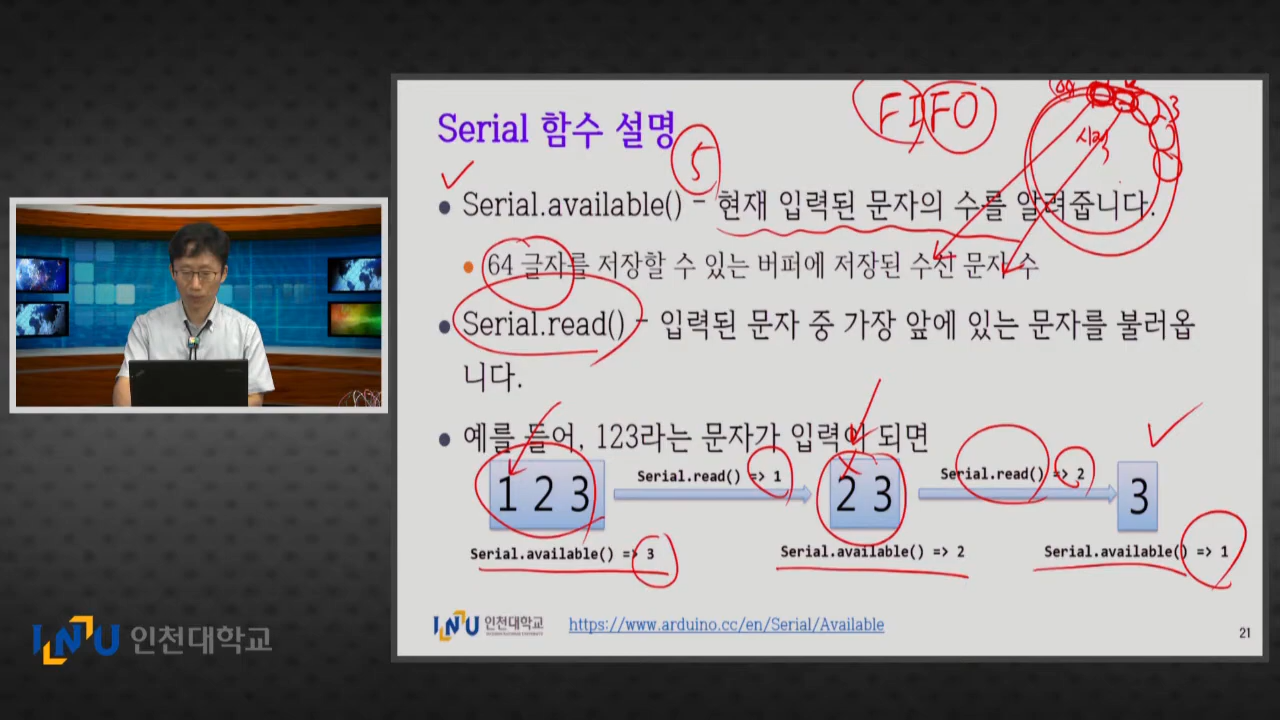 Serial 함수 설명
FIFO
5
3
Serial.available() - 현재 입력된 문자의 수를 알려줍니다.
64 글자를 저장할 수 있는 버퍼에 저장된 수신 문자 수
Serial.read() - 입력된 문자 중 가장 앞에 있는 문자를 불러옵
니다.
예를 들어, 123라는 문자가 입력이 되면
1 2 3
Serial.read() => 1
2 3
Serial.read() => 2
3
Serial.available() => 3
Serial.available() => 2
Serial.available() => 1
INU 인천대학교
https://www.arduino.cc/en/Serial/Available
21
INU 인천대학교